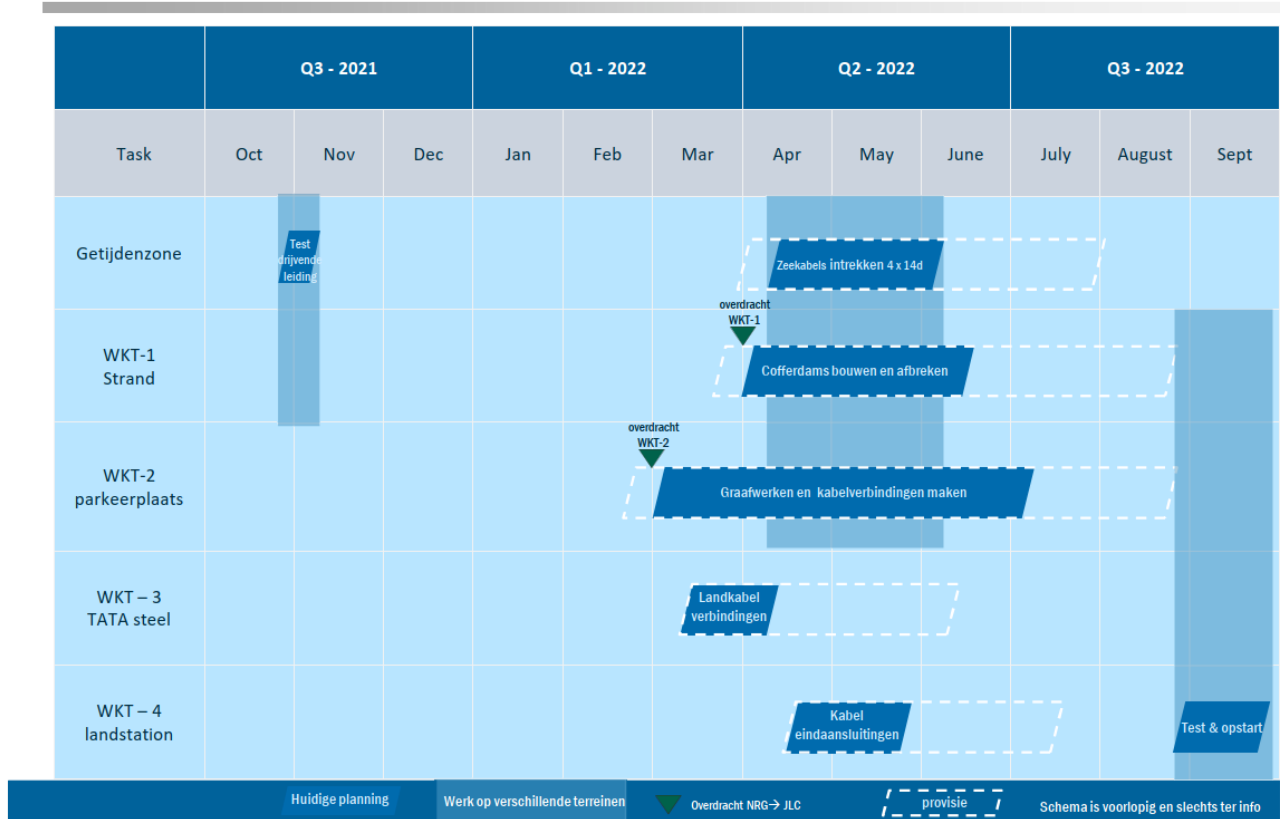 Q3 - 2021
Q1 - 2022
Q2 - 2022
Q3 - 2022
Task
Oct
Nov
Dec
Jan
Feb
Mar
Apr
May
June
July
August
Sept
Getijdenzone
Test
drijvende
leiding
Zeekabels intrekken 4 x 14d
WKT-1
Strand
overdracht
WKT-1
Cofferdams bouwen en afbreken
WKT-2
parkeerplaats
overdracht
WKT-2
Graafwerken en kabelverbindingen maken
WKT – 3
TATA steel
Landkabel
verbindingen
WKT – 4
landstation
Kabel
eindaansluitingen
Test & opstart
Huidige planning
Werk op verschillende terreinen
Overdracht NRG→ JLC
provisie
Schema is voorlopig en slechts ter info